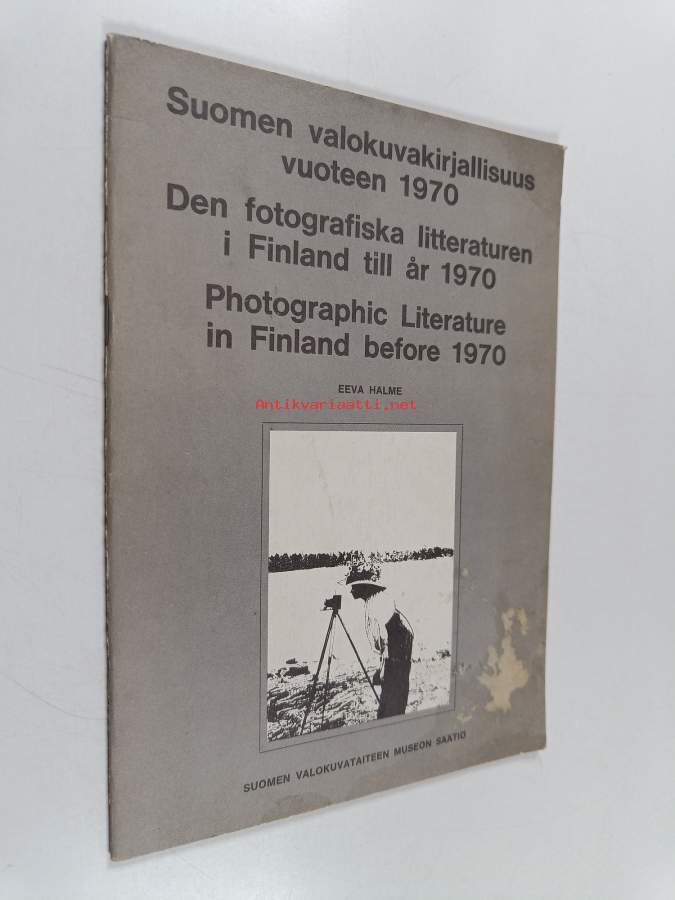 Suomen valokuvakirjallisuus
vuoteen 1970
Den fotografiska litteraturen
i Finland till år 1970
Photographic Literature
in Finland before 1970
EEVA HALME
Antikvariaatti.net
SUOMEN VALOKUVATAITEEN MUSEON SÄÄTIÖ